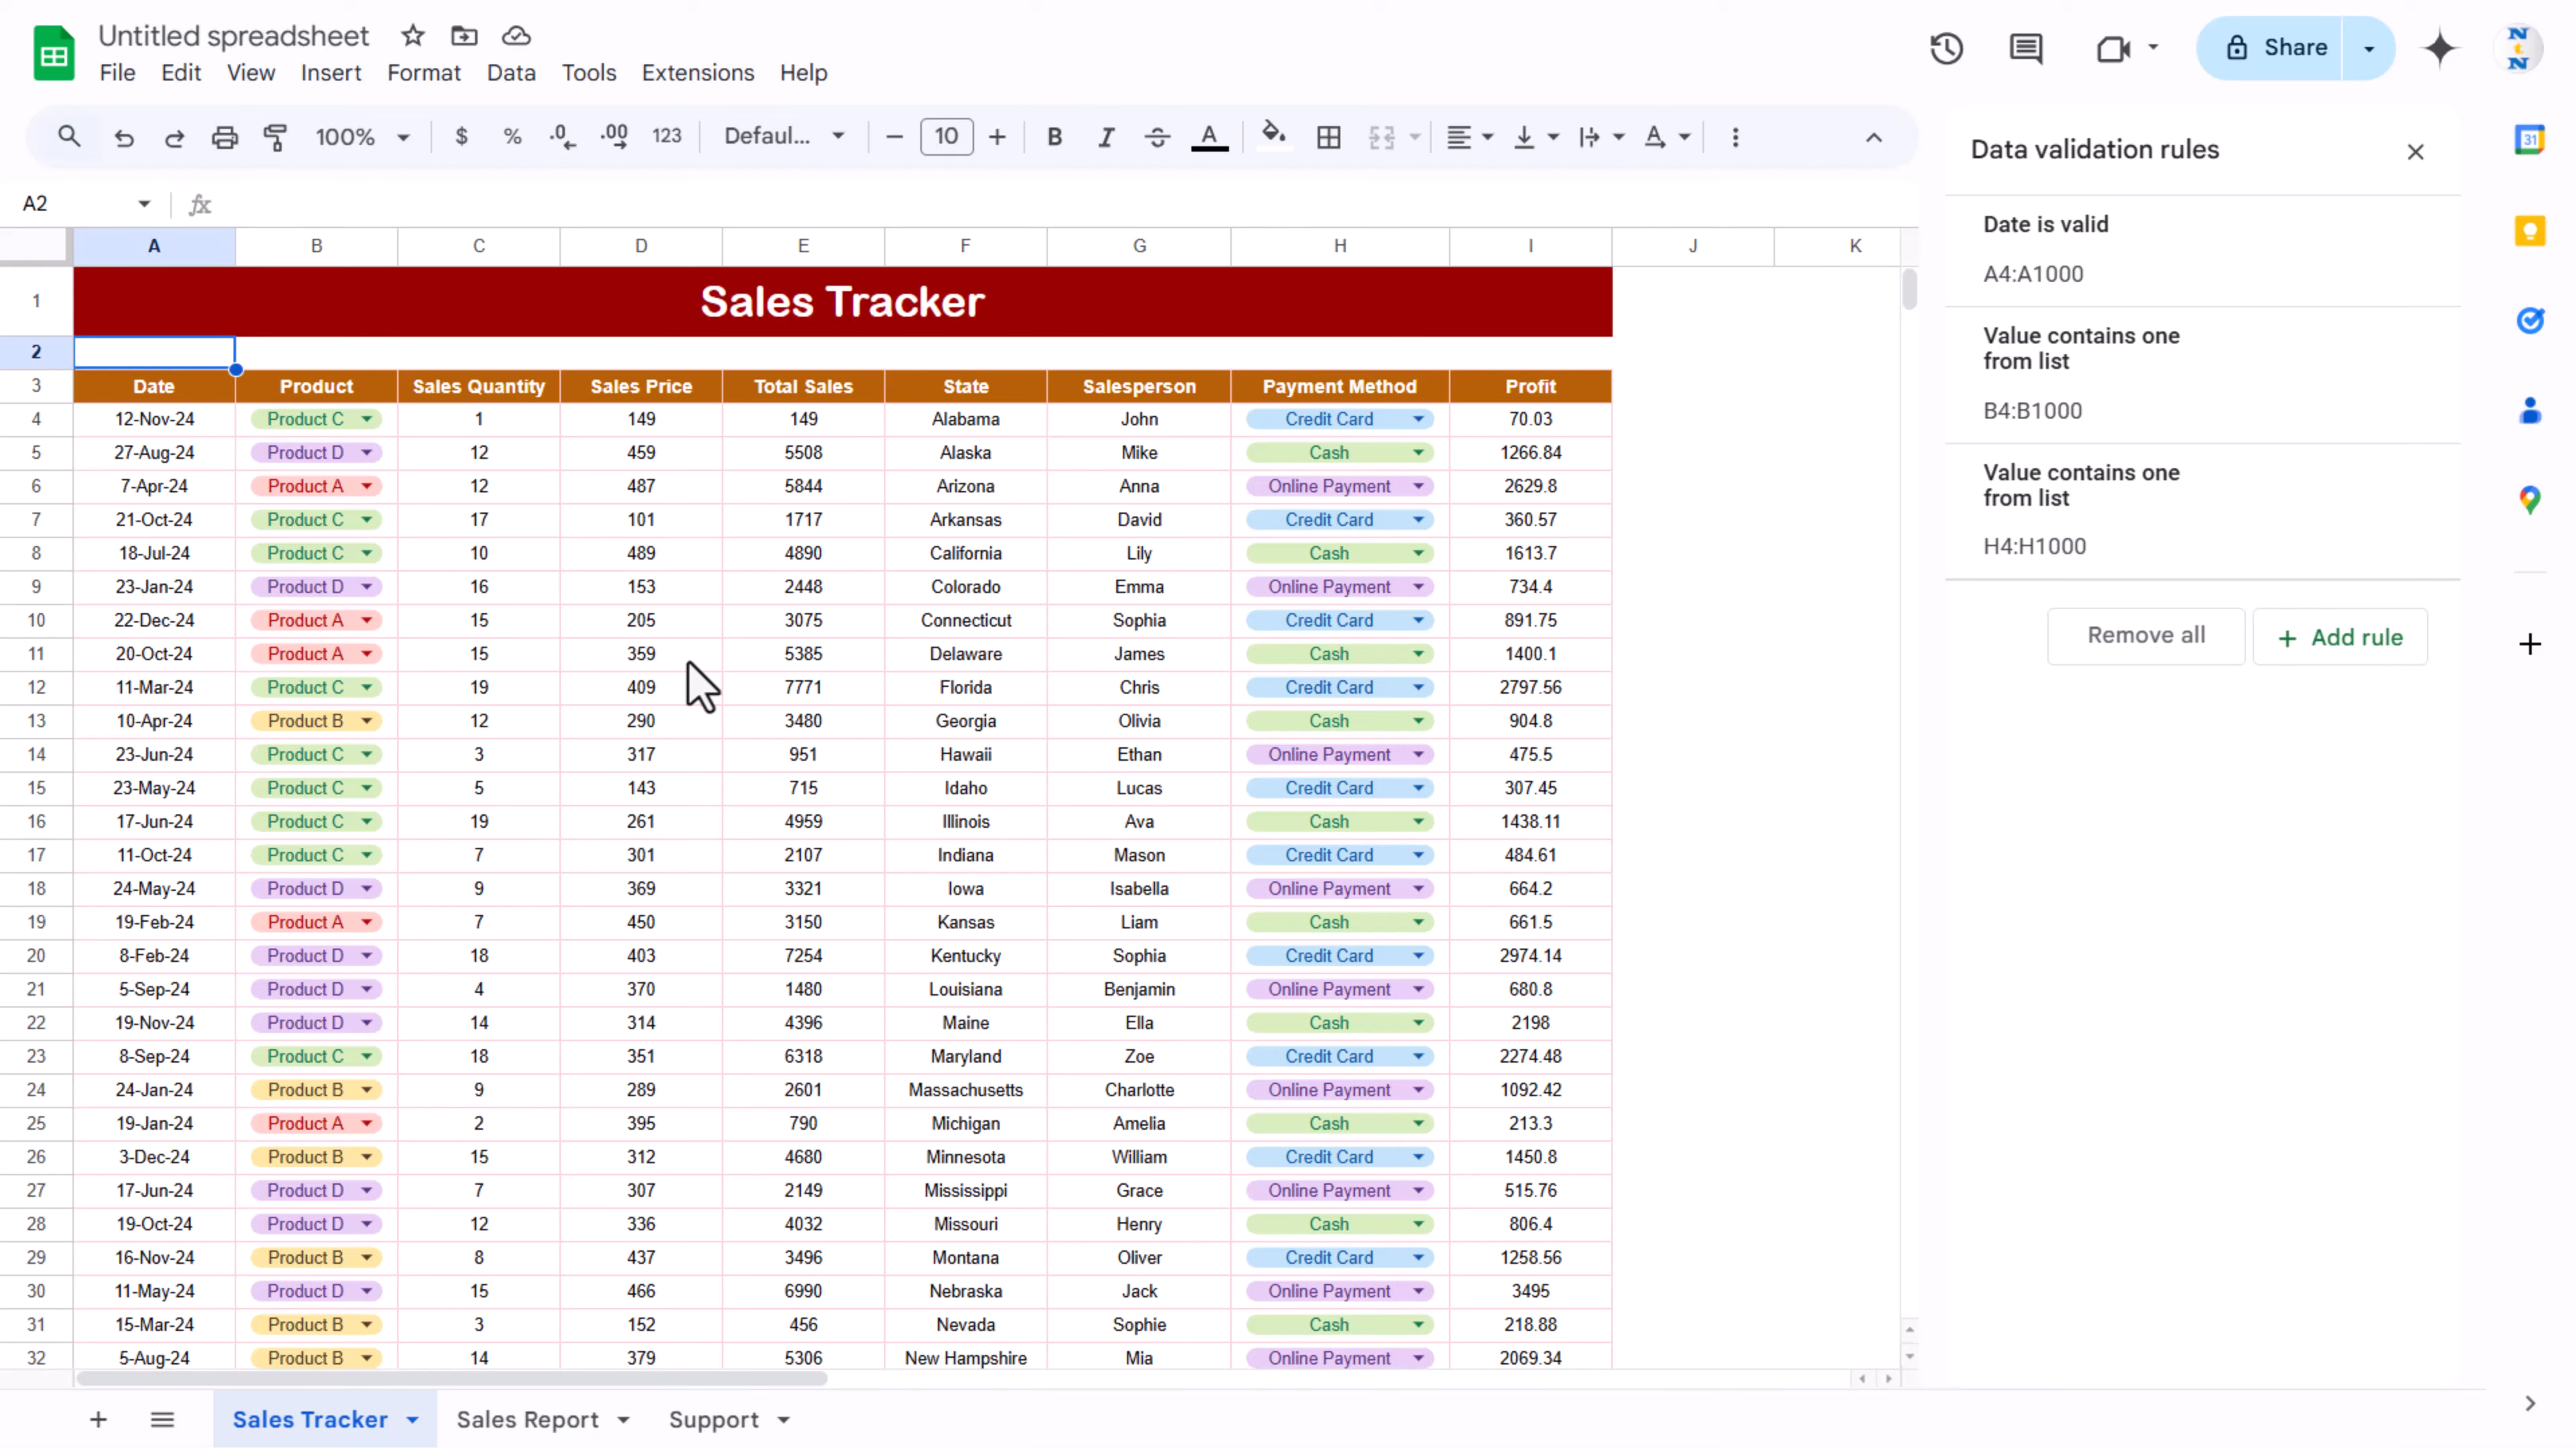 Untitled spreadsheet
File Edit View Insert Format Data Tools Extensions Help
Share
100% $ % .0 .00 123 Defaul... 10 B I A
A2 fx
Data validation rules
Date is valid
A4:A1000
Value contains one
from list
B4:B1000
Value contains one
from list
H4:H1000
Remove all
Add rule
31
A B C D E F G H I J K
1 Sales Tracker
2
3 Date Product Sales Quantity Sales Price Total Sales State Salesperson Payment Method Profit
4 12-Nov-24 Product C 1 149 149 Alabama John Credit Card 70.03
5 27-Aug-24 Product D 12 459 5508 Alaska Mike Cash 1266.84
6 7-Apr-24 Product A 12 487 5844 Arizona Anna Online Payment 2629.8
7 21-Oct-24 Product C 17 101 1717 Arkansas David Credit Card 360.57
8 18-Jul-24 Product C 10 489 4890 California Lily Cash 1613.7
9 23-Jan-24 Product D 16 153 2448 Colorado Emma Online Payment 734.4
10 22-Dec-24 Product A 15 205 3075 Connecticut Sophia Credit Card 891.75
11 20-Oct-24 Product A 15 359 5385 Delaware James Cash 1400.1
12 11-Mar-24 Product C 19 409 7771 Florida Chris Credit Card 2797.56
13 10-Apr-24 Product B 12 290 3480 Georgia Olivia Cash 904.8
14 23-Jun-24 Product C 3 317 951 Hawaii Ethan Online Payment 475.5
15 23-May-24 Product C 5 143 715 Idaho Lucas Credit Card 307.45
16 17-Jun-24 Product C 19 261 4959 Illinois Ava Cash 1438.11
17 11-Oct-24 Product C 7 301 2107 Indiana Mason Credit Card 484.61
18 24-May-24 Product D 9 369 3321 Iowa Isabella Online Payment 664.2
19 19-Feb-24 Product A 7 450 3150 Kansas Liam Cash 661.5
20 8-Feb-24 Product D 18 403 7254 Kentucky Sophia Credit Card 2974.14
21 5-Sep-24 Product D 4 370 1480 Louisiana Benjamin Online Payment 680.8
22 19-Nov-24 Product D 14 314 4396 Maine Ella Cash 2198
23 8-Sep-24 Product C 18 351 6318 Maryland Zoe Credit Card 2274.48
24 24-Jan-24 Product B 9 289 2601 Massachusetts Charlotte Online Payment 1092.42
25 19-Jan-24 Product A 2 395 790 Michigan Amelia Cash 213.3
26 3-Dec-24 Product B 15 312 4680 Minnesota William Credit Card 1450.8
27 17-Jun-24 Product D 7 307 2149 Mississippi Grace Online Payment 515.76
28 19-Oct-24 Product D 12 336 4032 Missouri Henry Cash 806.4
29 16-Nov-24 Product B 8 437 3496 Montana Oliver Credit Card 1258.56
30 11-May-24 Product D 15 466 6990 Nebraska Jack Online Payment 3495
31 15-Mar-24 Product B 3 152 456 Nevada Sophie Cash 218.88
32 5-Aug-24 Product B 14 379 5306 New Hampshire Mia Online Payment 2069.34
Sales Tracker Sales Report Support